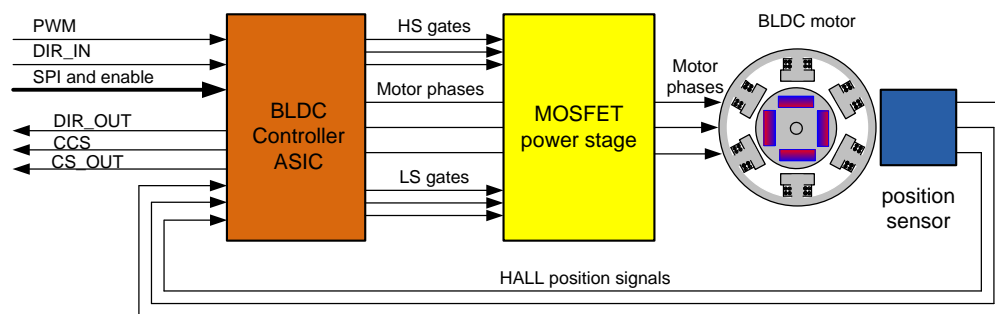 PWM
DIR_IN
SPI and enable
DIR_OUT
CCS
CS_OUT
BLDC
Controller
ASIC
HS gates
Motor phases
LS gates
MOSFET
power stage
Motor
phases
BLDC motor
position
sensor
HALL position signals